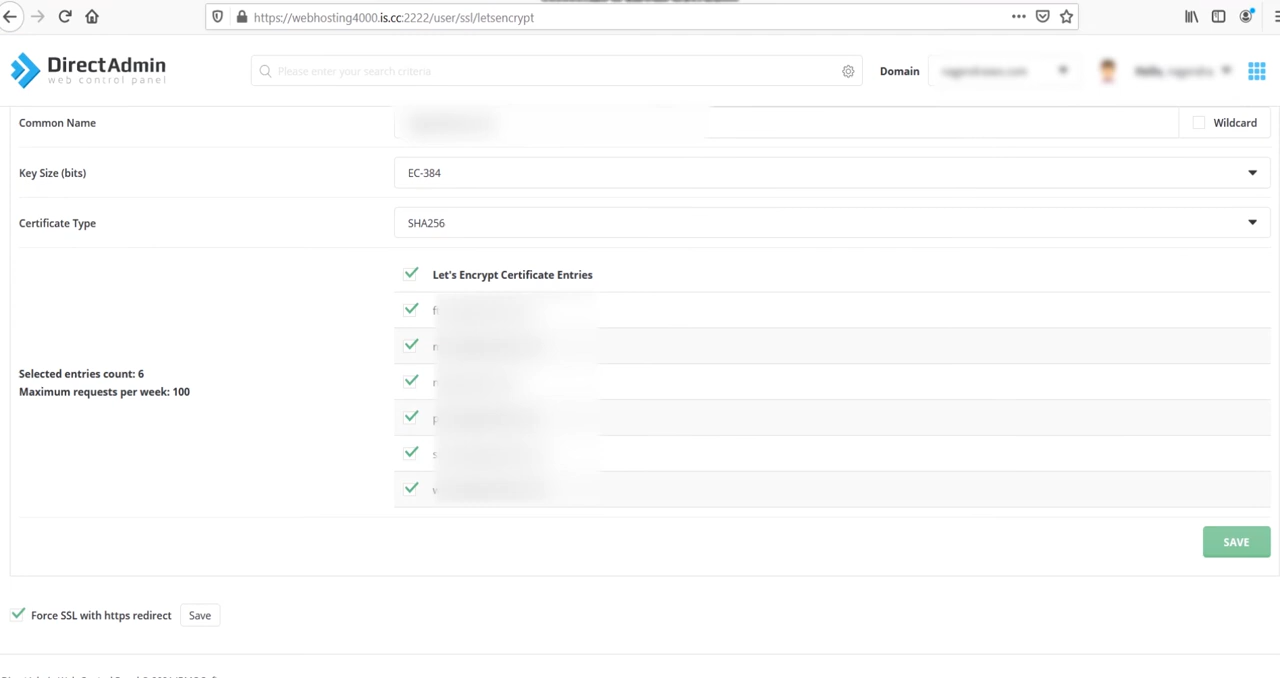 https://webhosting4000.is.cc:2222/user/ssl/letsencrypt
DirectAdmin
web control panel
Please enter your search criteria
Domain
Hello,
Common Name
Wildcard
Key Size (bits)
EC-384
Certificate Type
SHA256
Let's Encrypt Certificate Entries
Selected entries count: 6
Maximum requests per week: 100
SAVE
Force SSL with https redirect
Save